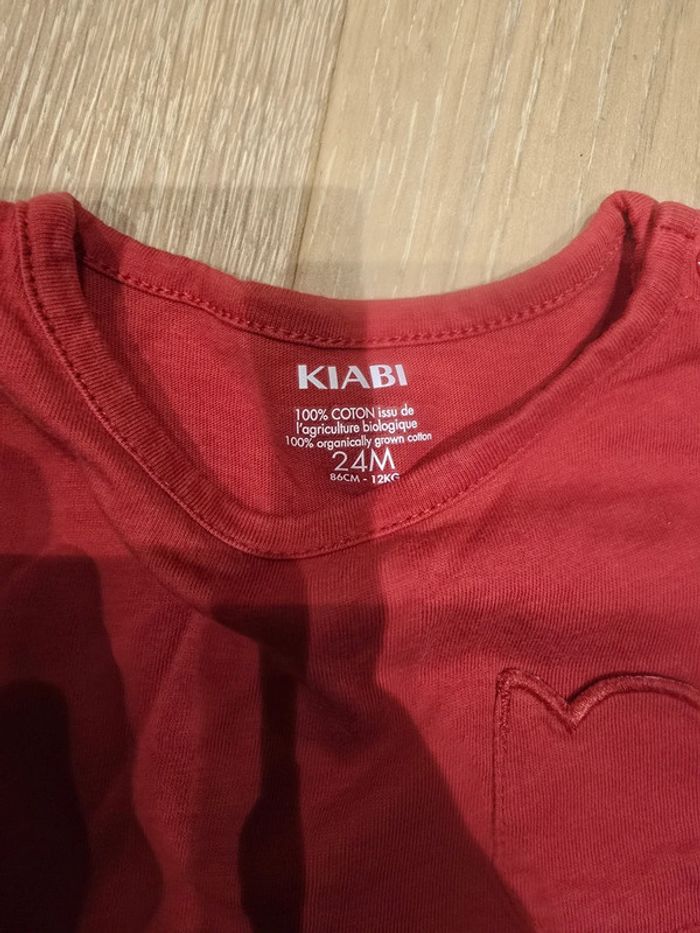 KIABI
100% COTON issu de
l'agriculture biologique
100% organically grown cotton
24M
86CM - 12KG